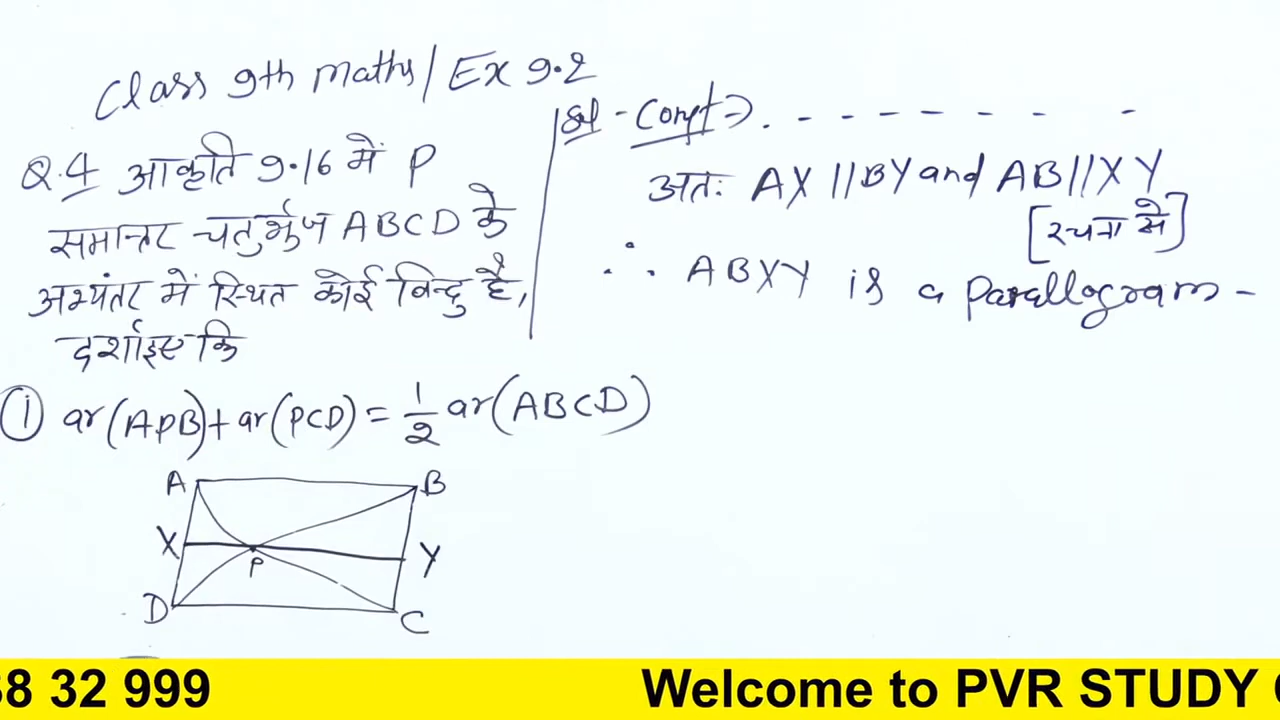 Class 9th maths/ Ex 9.2
Q.4 आकृति 9.16 में P
समान्तर चतुर्भुज ABCD के
अभ्यंतर में स्थित कोई विन्दु है,
दर्शाइए कि
① ar(APB)+ar(PCD)=1/2 ar(ABCD)
A B
X Y
P
D C
Sol - Conpt ⇒ . - - - - - - -
अतः AX//BY and AB//XY
[रचना से]
∴ ABXY is a Parallogram -
38 32 999 Welcome to PVR STUDY C